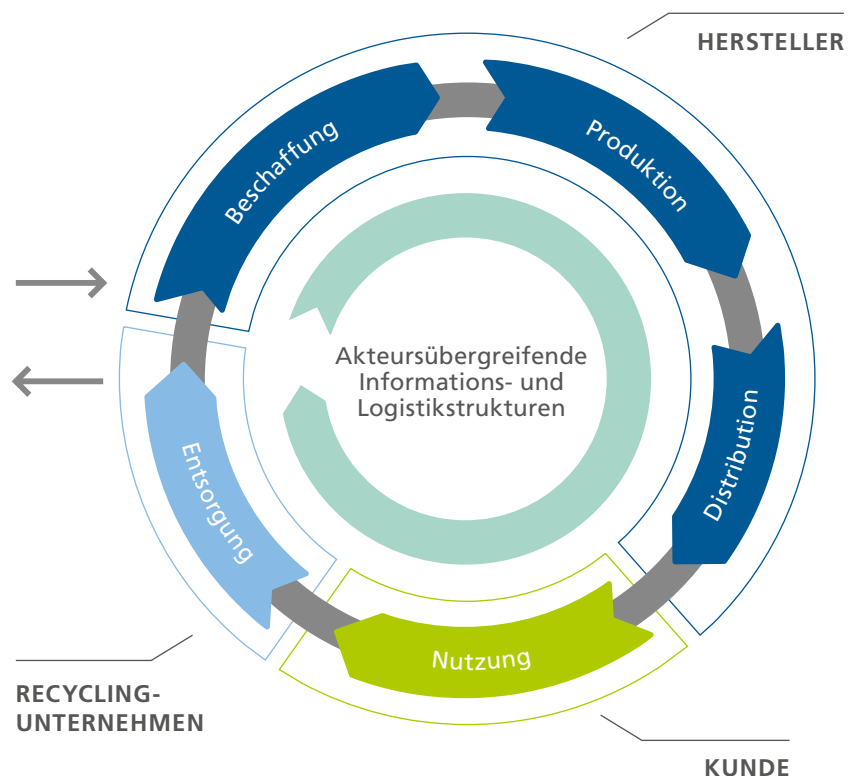 HERSTELLER
Beschaffung
Produktion
Akteursübergreifende
Informations- und
Logistikstrukturen
Distribution
Entsorgung
Nutzung
RECYCLING-
UNTERNEHMEN
KUNDE